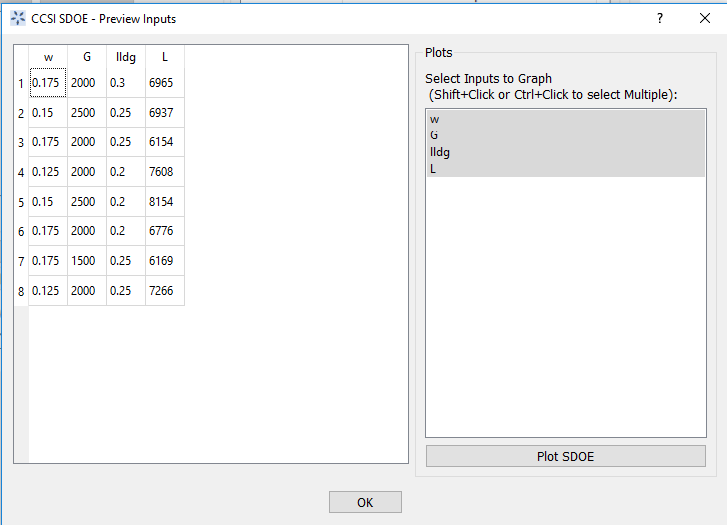 CCSI SDOE - Preview Inputs
? ×
w G lldg L
1 0.175 2000 0.3 6965
2 0.15 2500 0.25 6937
3 0.175 2000 0.25 6154
4 0.125 2000 0.2 7608
5 0.15 2500 0.2 8154
6 0.175 2000 0.2 6776
7 0.175 1500 0.25 6169
8 0.125 2000 0.25 7266
Plots
Select Inputs to Graph
(Shift+Click or Ctrl+Click to select Multiple):
w
G
lldg
L
Plot SDOE
OK